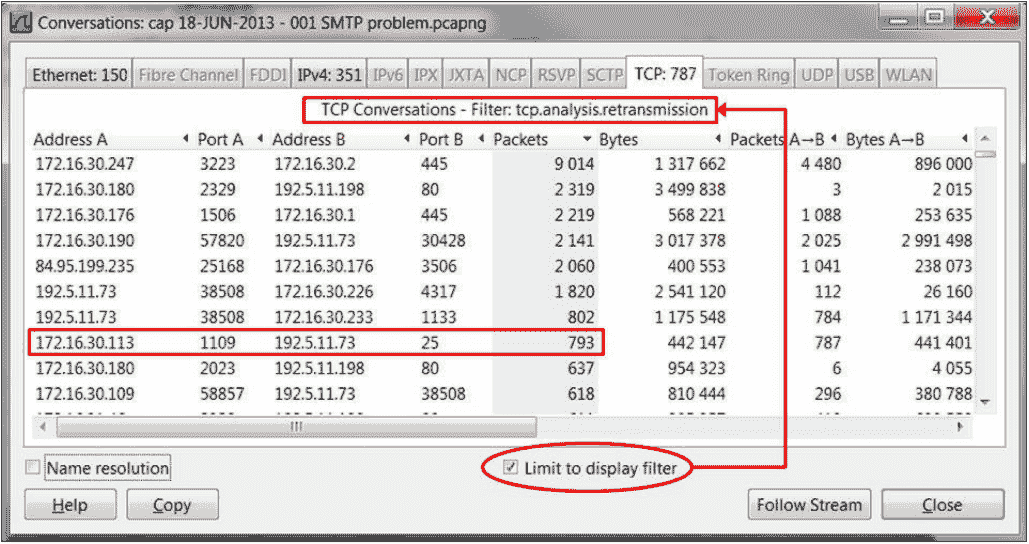 Conversations: cap 18-JUN-2013 - 001 SMTP problem.pcapng
Ethernet: 150 Fibre Channel FDDI IPv4: 351 IPv6 IPX JXTA NCP RSVP SCTP TCP: 787 Token Ring UDP USB WLAN
TCP Conversations - Filter: tcp.analysis.retransmission
Address A Port A Address B Port B Packets Bytes Packets A→B Bytes A→B
172.16.30.247 3223 172.16.30.2 445 9 014 1 317 662 4 480 896 000
172.16.30.180 2329 192.5.11.198 80 2 319 3 499 838 3 2 015
172.16.30.176 1506 172.16.30.1 445 2 219 568 221 1 088 253 635
172.16.30.190 57820 192.5.11.73 30428 2 141 3 017 378 2 025 2 991 498
84.95.199.235 25168 172.16.30.176 3506 2 060 400 553 1 041 238 073
192.5.11.73 38508 172.16.30.226 4317 1 820 2 541 120 112 26 160
192.5.11.73 38508 172.16.30.233 1133 802 1 175 548 784 1 171 344
172.16.30.113 1109 192.5.11.73 25 793 442 147 787 441 401
172.16.30.180 2023 192.5.11.198 80 637 954 323 6 4 055
172.16.30.109 58857 192.5.11.73 38508 618 810 444 296 380 788
Name resolution Limit to display filter
Help Copy Follow Stream Close